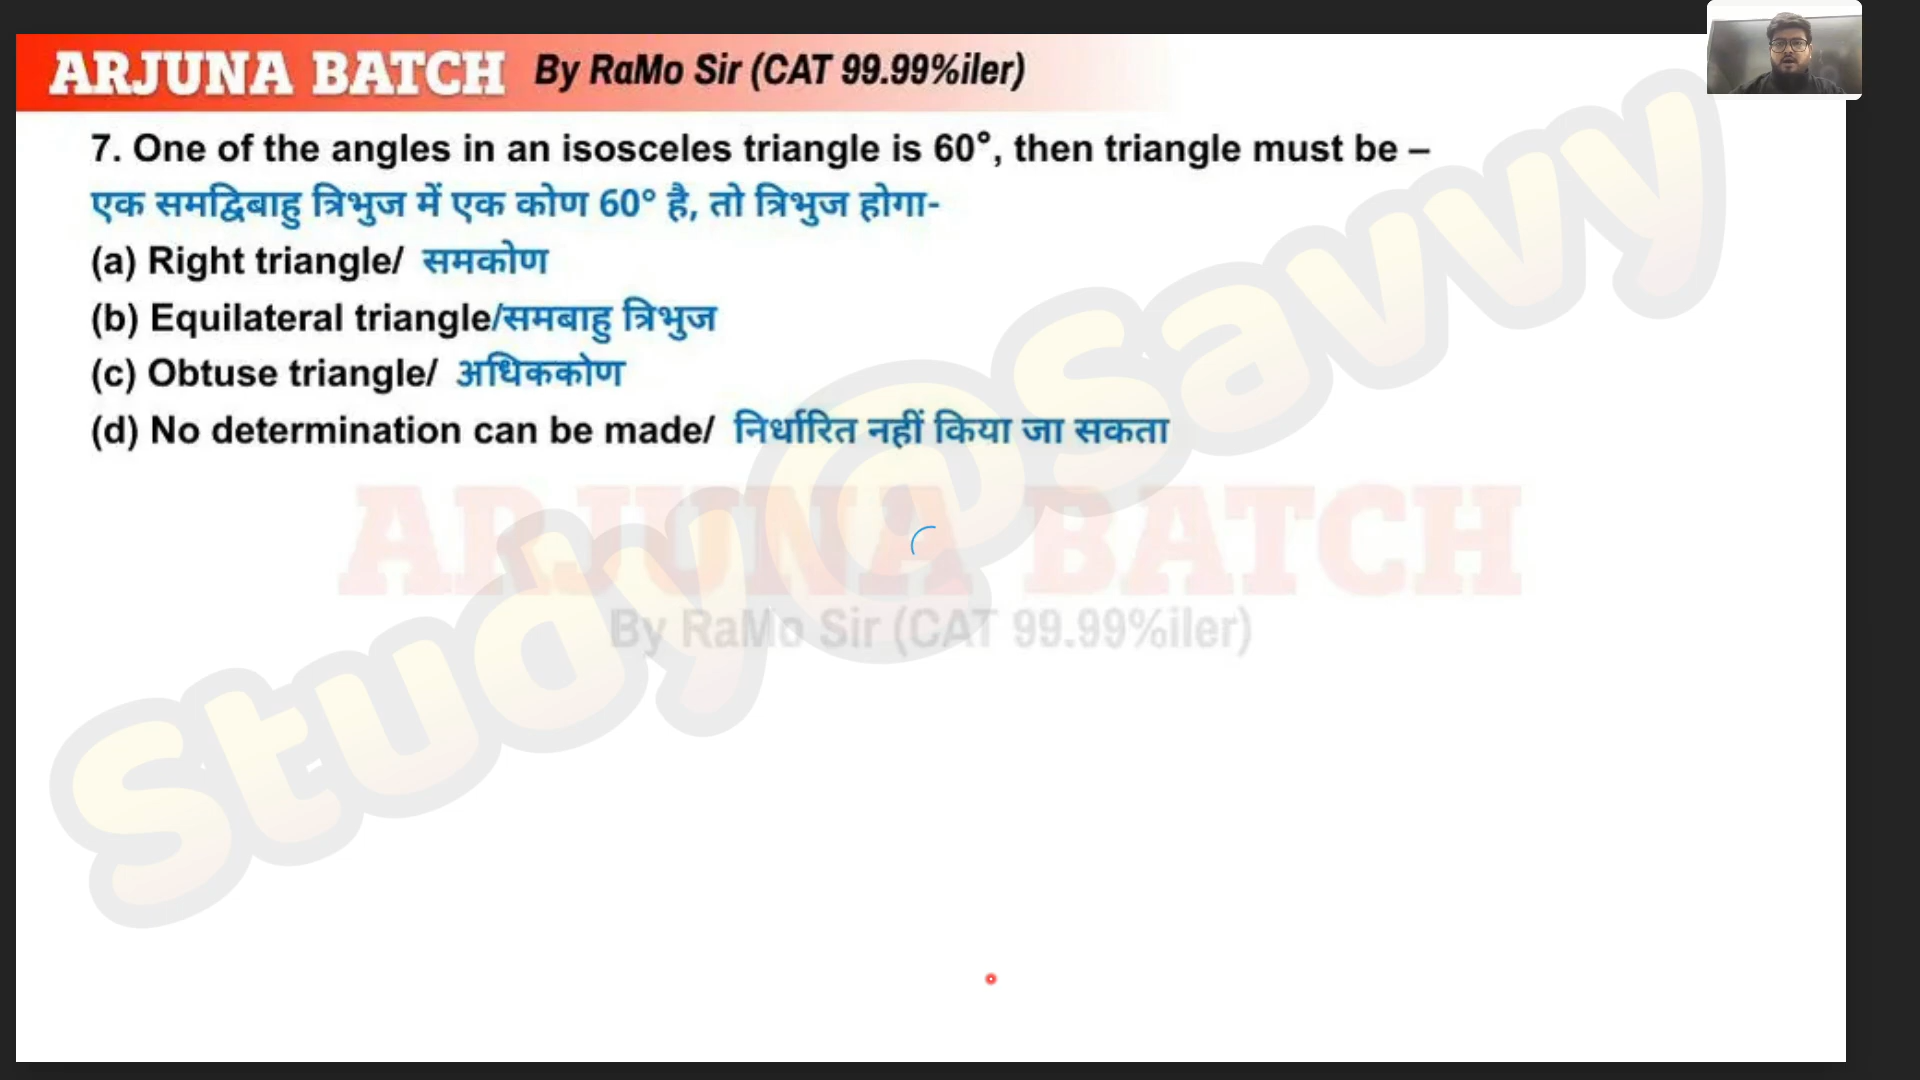 ARJUNA BATCH By RaMo Sir (CAT 99.99%iler)
7. One of the angles in an isosceles triangle is 60°, then triangle must be –
एक समद्विबाहु त्रिभुज में एक कोण 60° है, तो त्रिभुज होगा-
(a) Right triangle/ समकोण
(b) Equilateral triangle/समबाहु त्रिभुज
(c) Obtuse triangle/ अधिककोण
(d) No determination can be made/ निर्धारित नहीं किया जा सकता
ARJUNA BATCH
By RaMo Sir (CAT 99.99%iler)
Study@Savvy